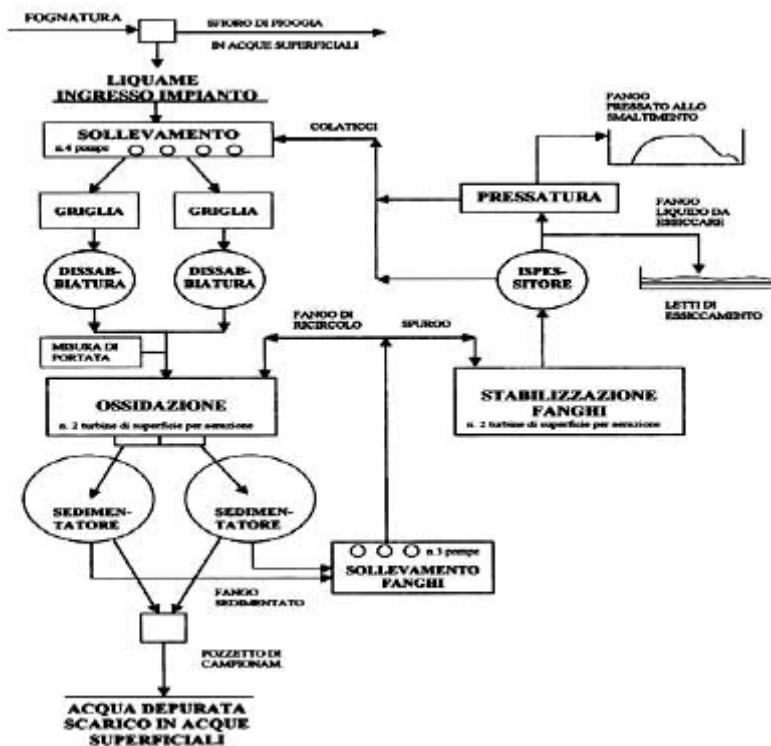 FOGNATURA
SFIORO DI PIOGGIA
IN ACQUE SUPERFICIALI
LIQUAME
INGRESSO IMPIANTO
SOLLEVAMENTO
n.4 pompe
COLATICCI
FANGO
PRESSATO ALLO
SMALTIMENTO
GRIGLIA
GRIGLIA
PRESSATURA
FANGO
LIQUIDO DA
ESSICCARE
DISSAB-
BIATURA
DISSAB-
BIATURA
ISPES-
SITORE
LETTI DI
ESSICCAMENTO
FANGO DI
RICIRCOLO
SPURGO
MISURA DI
PORTATA
OSSIDAZIONE
n. 2 turbine di superficie per aerazione
STABILIZZAZIONE
FANGHI
n. 2 turbine di superficie per aerazione
SEDIMEN-
TATORE
SEDIMEN-
TATORE
n.3 pompe
SOLLEVAMENTO
FANGHI
FANGO
SEDIMENTATO
POZZETTO DI
CAMPIONAM.
ACQUA DEPURATA
SCARICO IN ACQUE
SUPERFICIALI